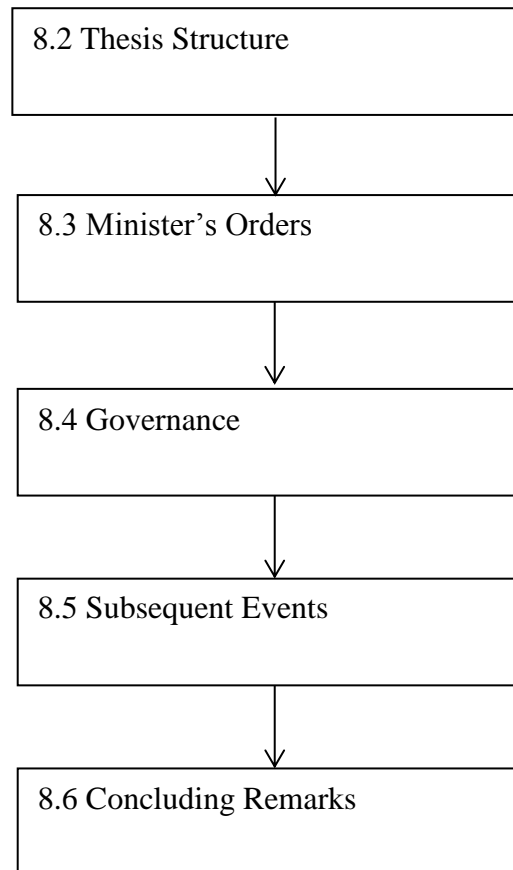 8.2 Thesis Structure
8.3 Minister’s Orders
8.4 Governance
8.5 Subsequent Events
8.6 Concluding Remarks